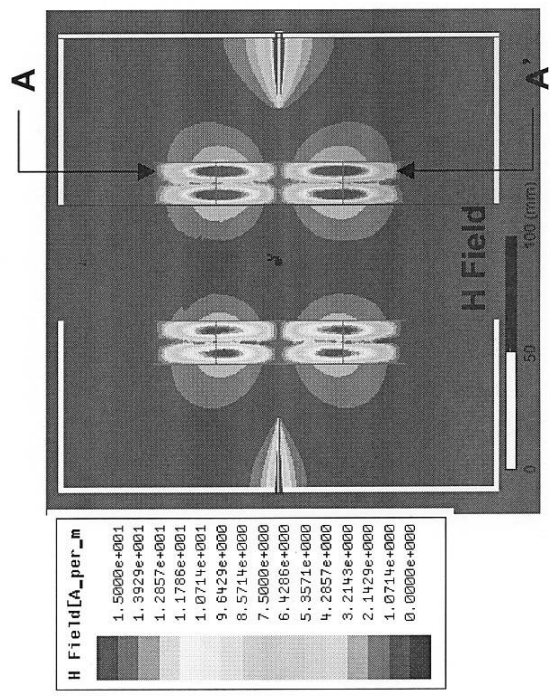 A
A’
H Field
0
50
100 (mm)
H Field[A_per_m
1.5000e+001
1.3929e+001
1.2857e+001
1.1786e+001
1.0714e+001
9.6429e+000
8.5714e+000
7.5000e+000
6.4286e+000
5.3571e+000
4.2857e+000
3.2143e+000
2.1429e+000
1.0714e+000
0.0000e+000